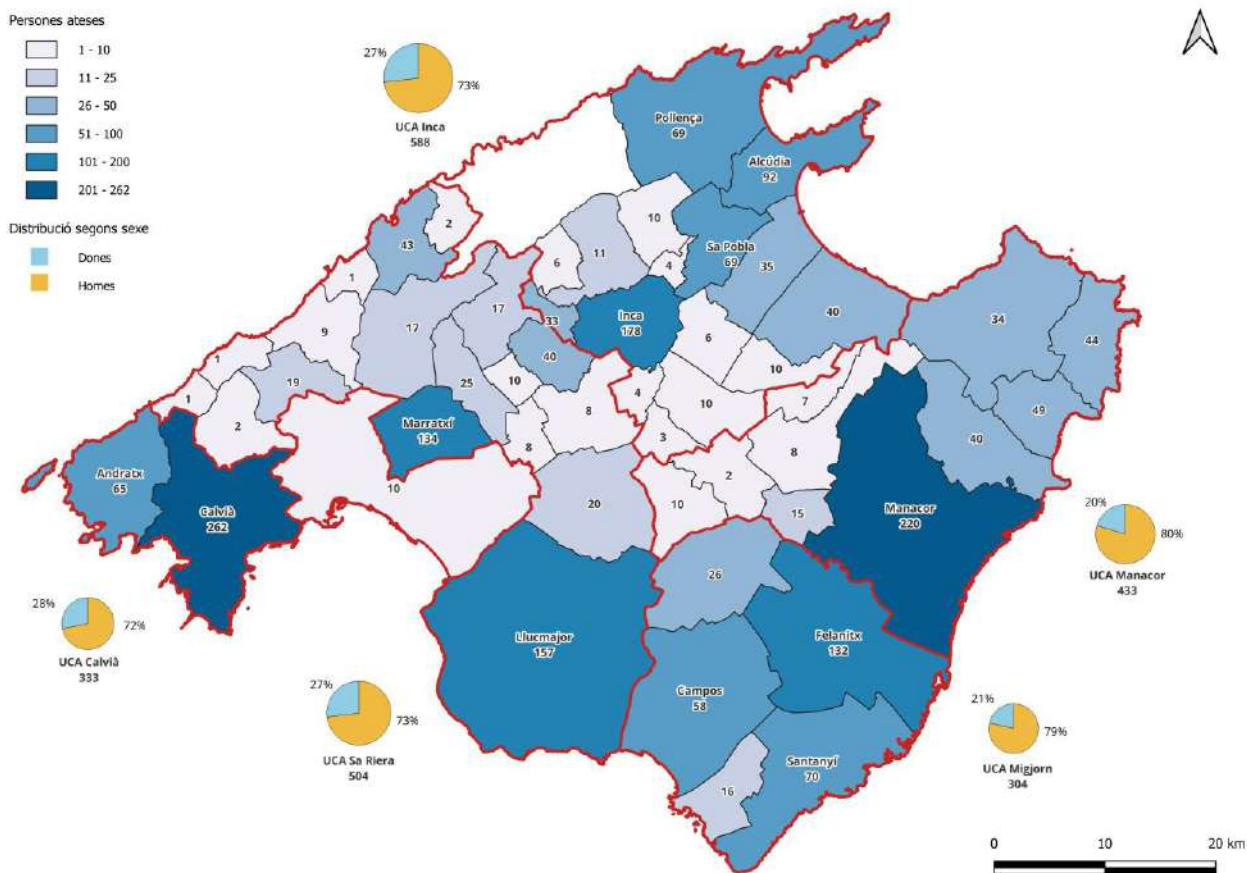 Persones ateses
1 - 10
11 - 25
26 - 50
51 - 100
101 - 200
201 - 262
Distribució segons sexe
Dones
Homes
27%
73%
UCA Inca
588
Pollença
69
Alcúdia
92
2
43
10
11
Sa Pobla
69
6
4
35
1
17
17
33
Inca
178
40
34
44
9
6
40
10
1
19
25
10
10
49
1
4
7
8
40
2
Marratxí
134
8
3
8
2
Andratx
65
10
Calvià
262
20
10
15
Manacor
220
20%
80%
UCA Manacor
433
26
28%
72%
UCA Calvià
333
Llucmajor
157
Felanitx
132
27%
73%
UCA Sa Riera
504
Campos
58
21%
79%
UCA Migjorn
304
Santanyí
70
16
0 10 20 km